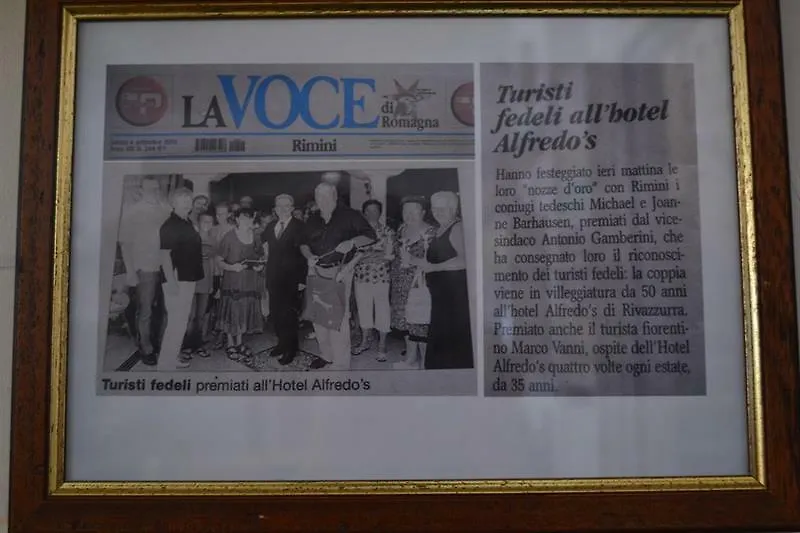 LA VOCE di Romagna
Rimini
Turisti fedeli premiati all'Hotel Alfredo's
Turisti
fedeli all'hotel
Alfredo's
Hanno festeggiato ieri mattina le
loro "nozze d'oro" con Rimini i
coniugi tedeschi Michael e Joan-
ne Barhausen, premiati dal vice-
sindaco Antonio Gamberini, che
ha consegnato loro il riconosci-
mento dei turisti fedeli: la coppia
viene in villeggiatura da 50 anni
all'hotel Alfredo's di Rivazzurra.
Premiato anche il turista fiorenti-
no Marco Vanni, ospite dell'Hotel
Alfredo's quattro volte ogni estate,
da 35 anni.